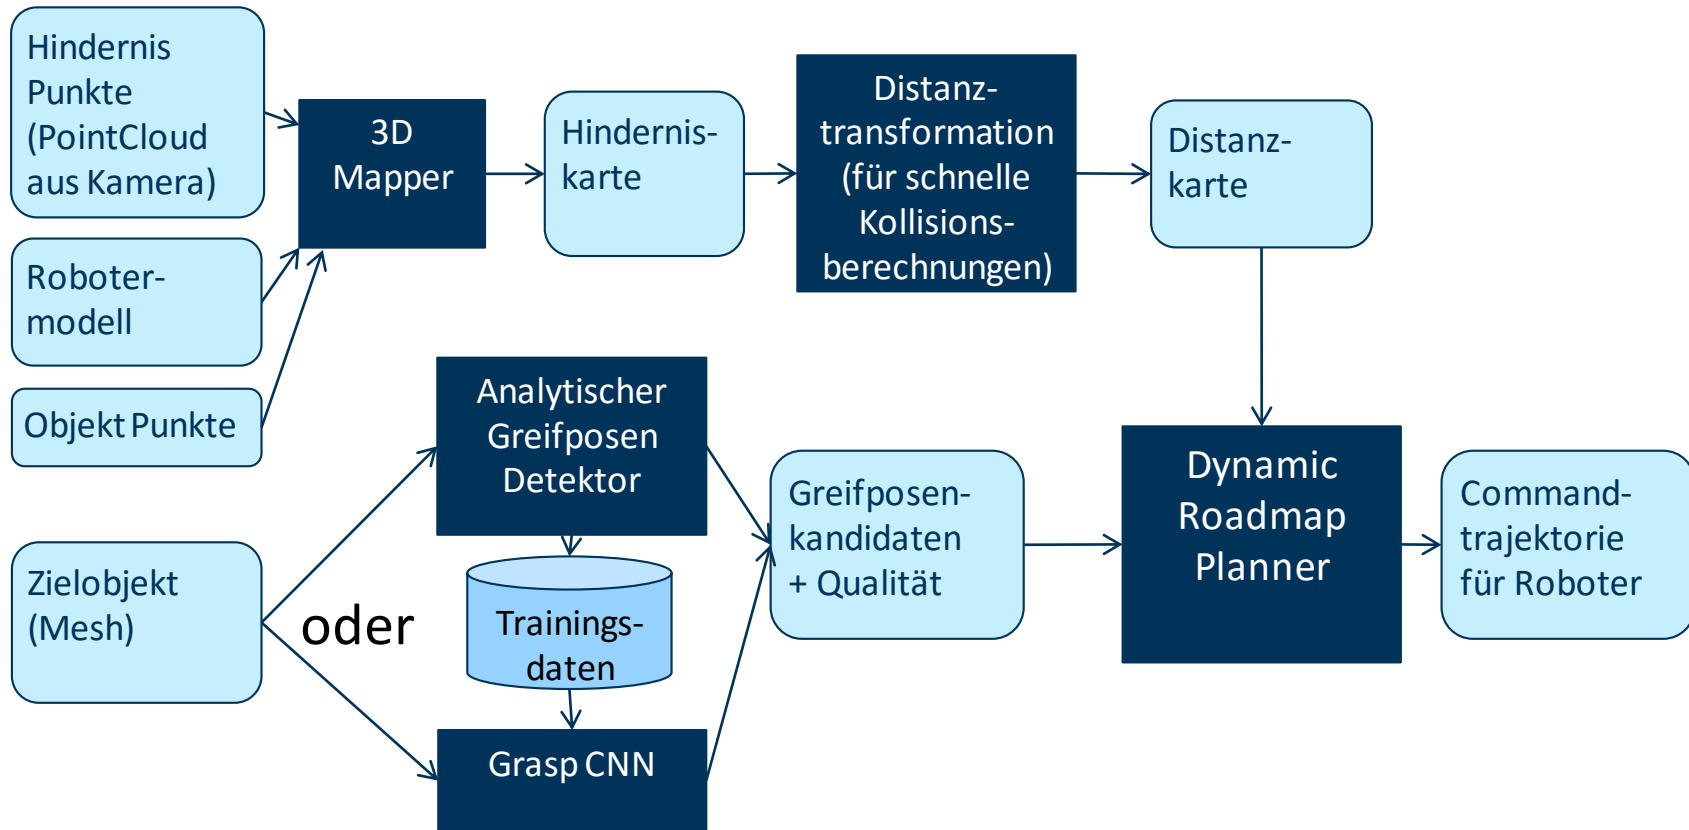 Hindernis
Punkte
(PointCloud
aus Kamera)
3D
Mapper
Hindernis-
karte
Distanz-
transformation
(für schnelle
Kollisions-
berechnungen)
Distanz-
karte
Roboter-
modell
Objekt Punkte
Analytischer
Greifposen
Detektor
Zielobjekt
(Mesh)
oder
Trainings-
daten
Grasp CNN
Greifposen-
kandidaten
+ Qualität
Dynamic
Roadmap
Planner
Command-
trajektorie
für Roboter